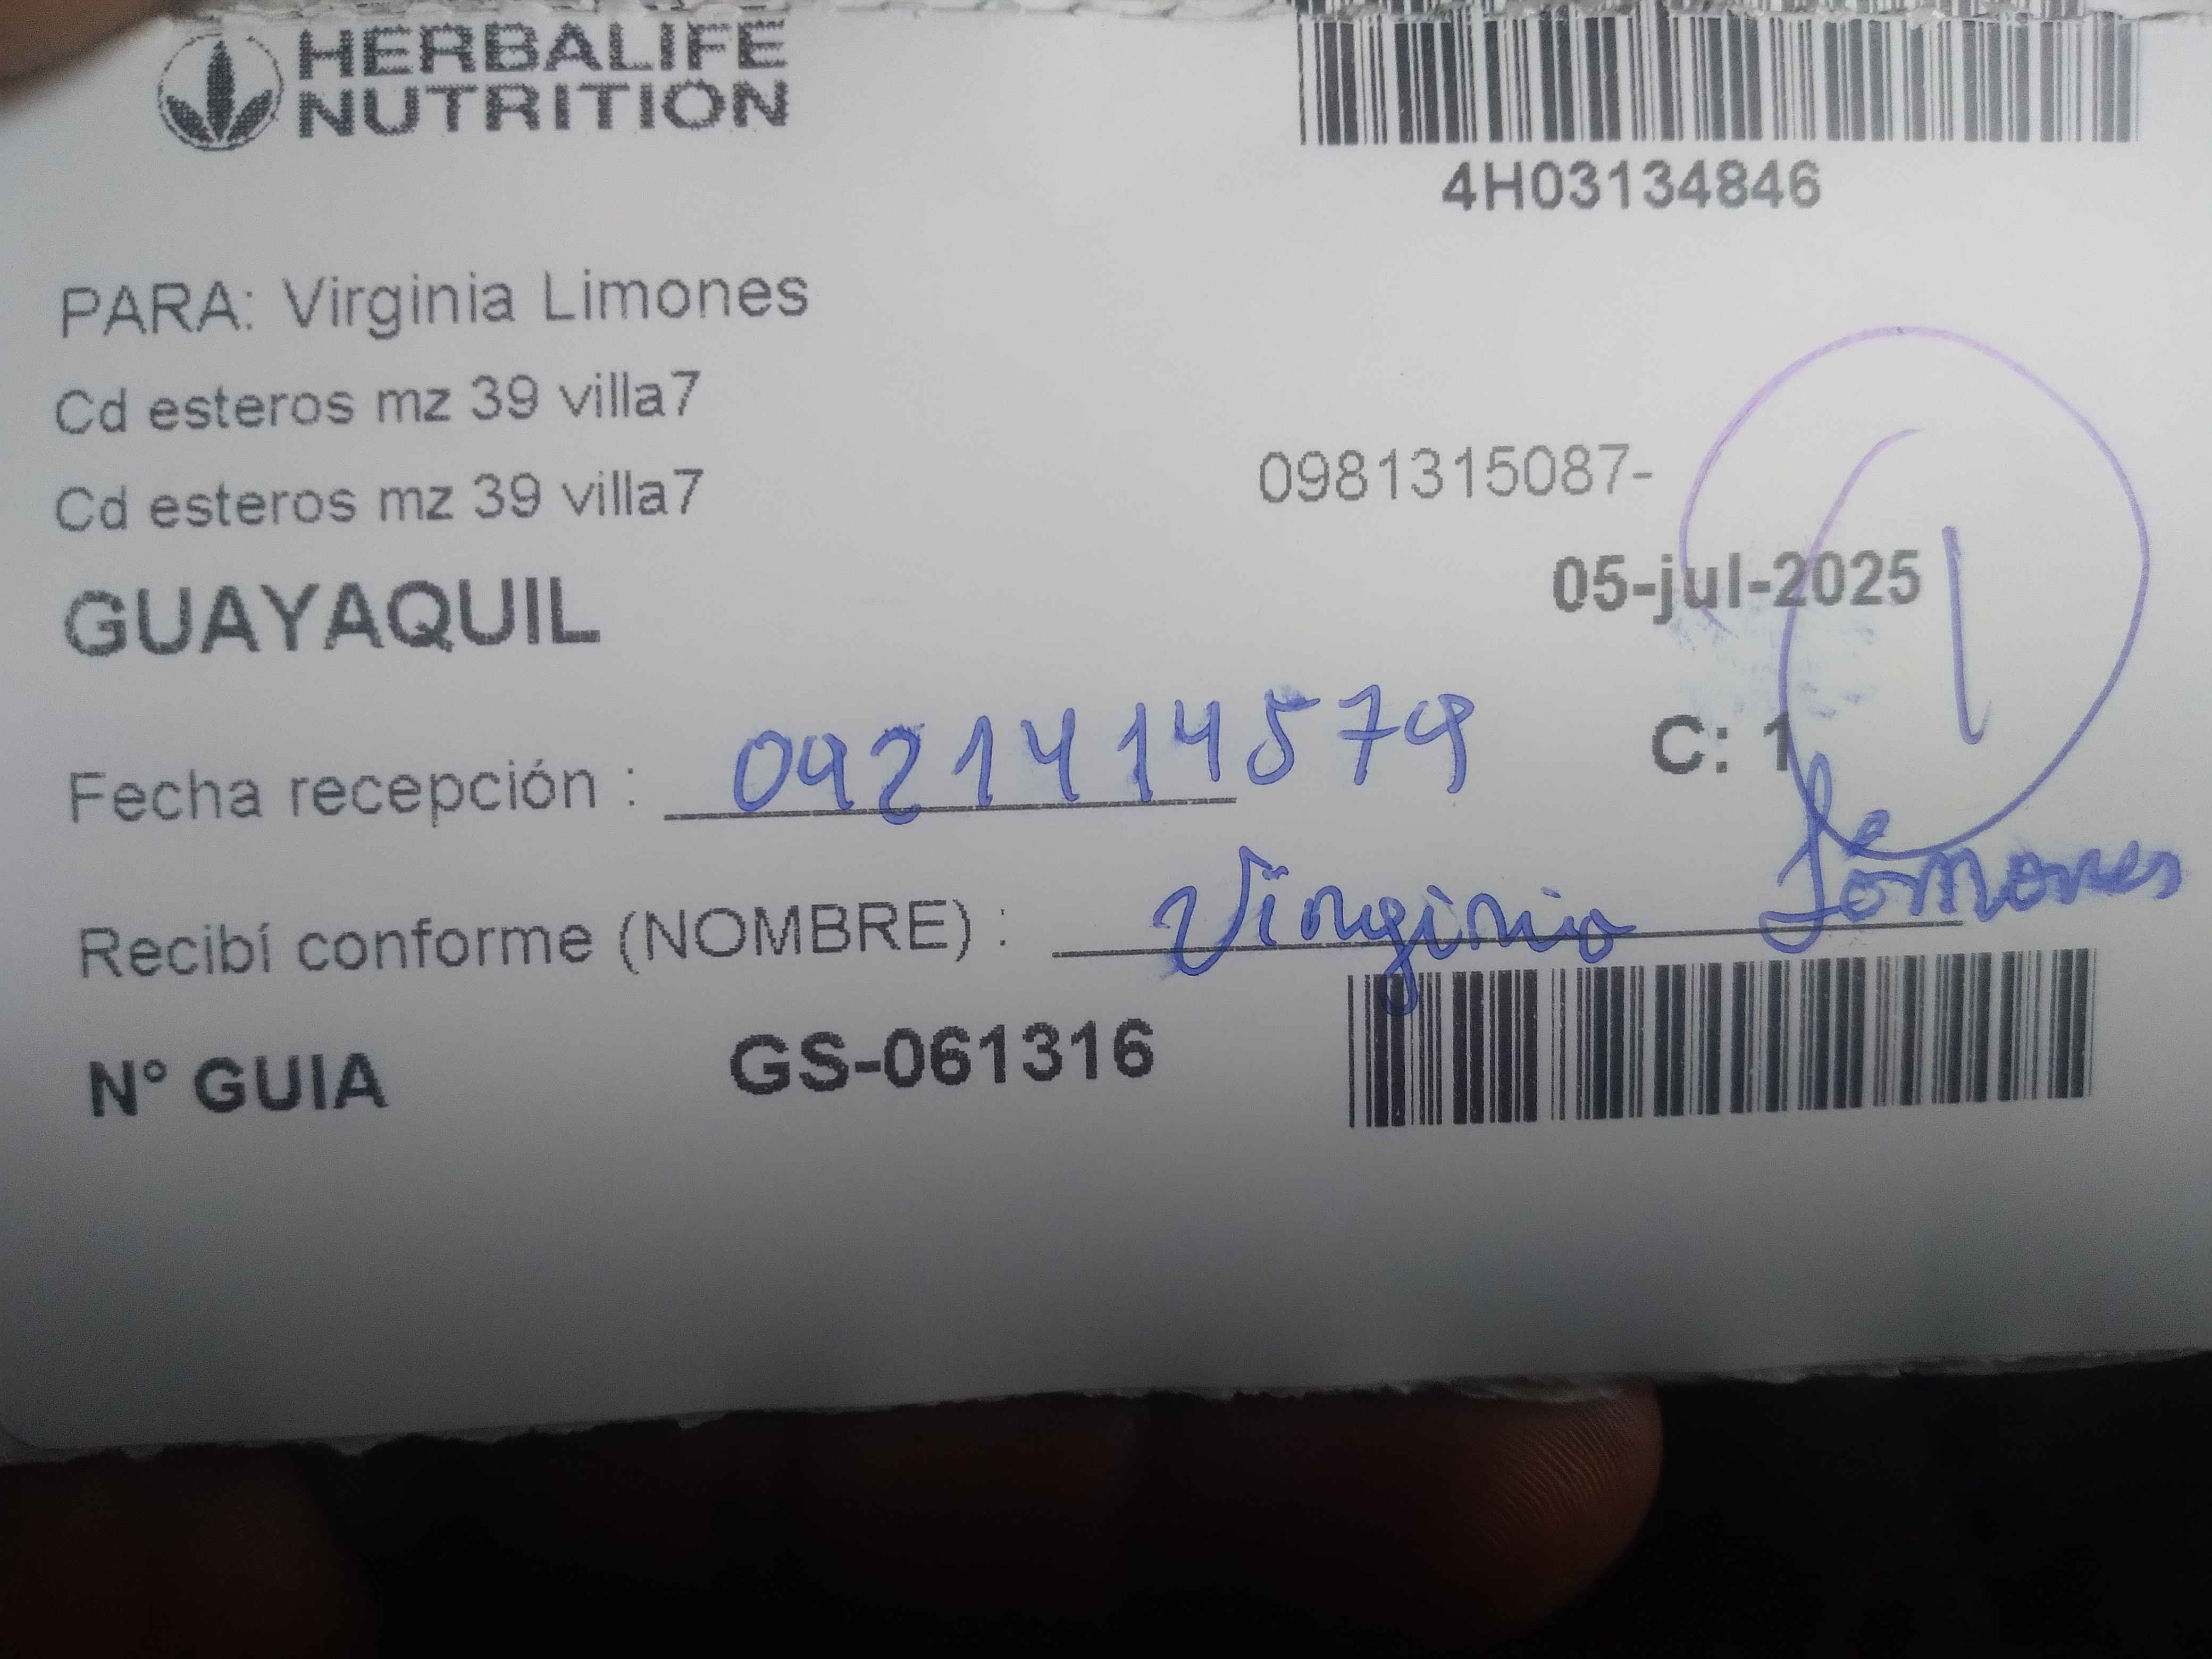 HERBALIFE
NUTRITION
4H03134846
PARA: Virginia Limones
Cd esteros mz 39 villa7
Cd esteros mz 39 villa7
0981315087-
GUAYAQUIL
05-jul-2025
1
Fecha recepción : 0921414579
C: 1
Recibí conforme (NOMBRE) : Virginia Limones
N° GUIA GS-061316